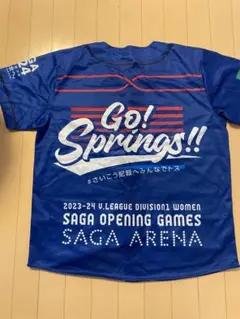 Go!
Springs!!
#さいこう記録へみんなでトス
2023-24 V.LEAGUE DIVISION1 WOMEN
SAGA OPENING GAMES
SAGA ARENA